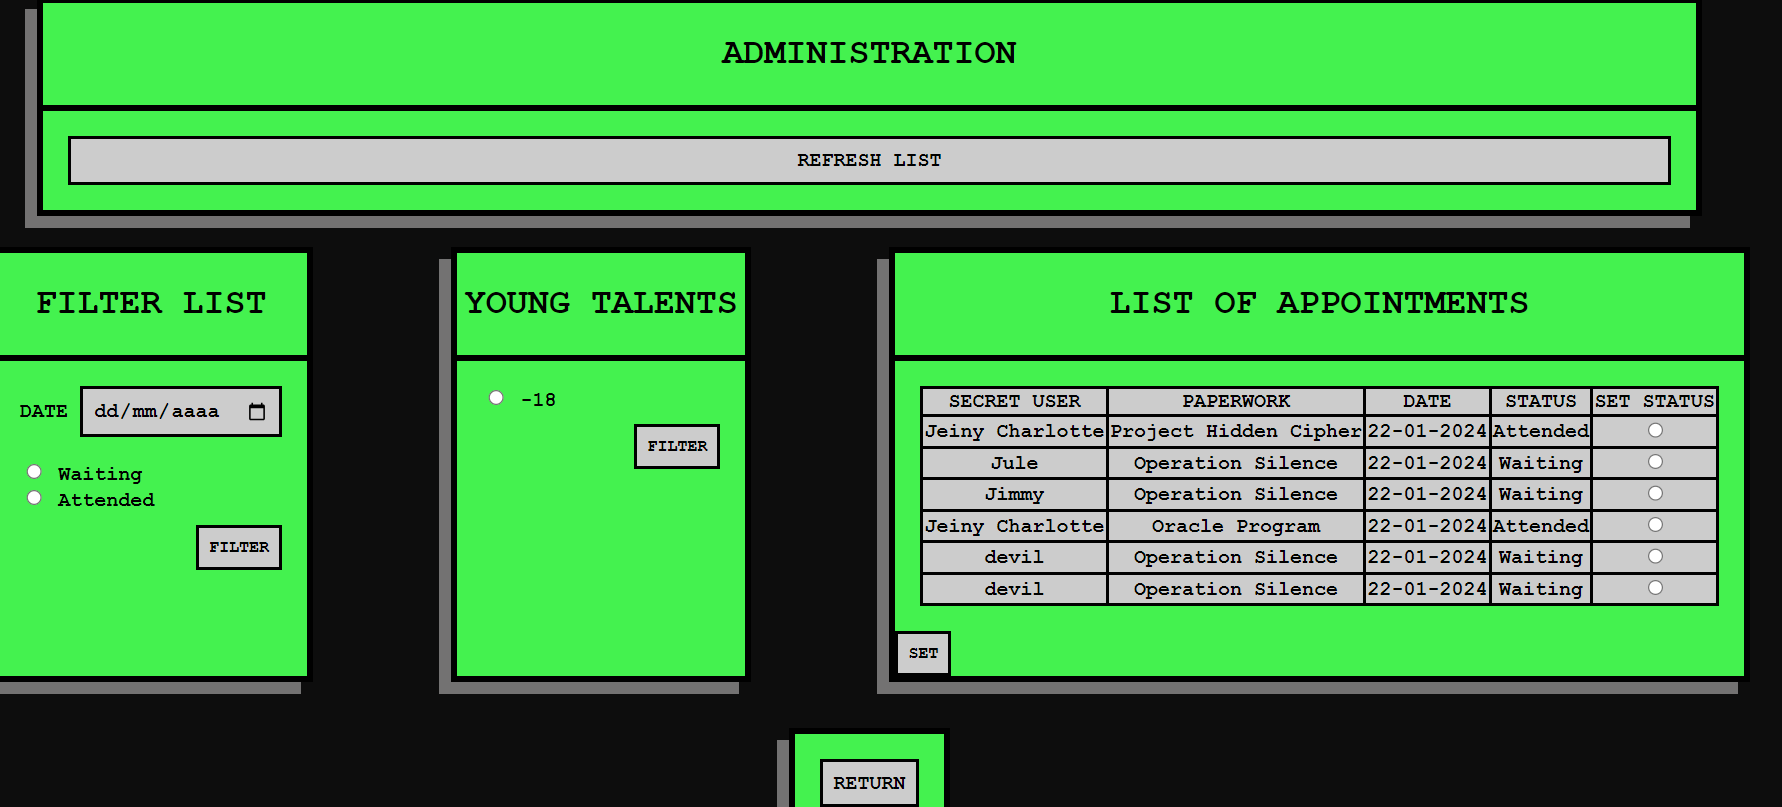 ADMINISTRATION
REFRESH LIST
FILTER LIST
DATE dd/mm/aaaa
Waiting
Attended
FILTER
YOUNG TALENTS
-18
FILTER
LIST OF APPOINTMENTS
SECRET USER PAPERWORK DATE STATUS SET STATUS
Jeiny Charlotte Project Hidden Cipher 22-01-2024 Attended
Jule Operation Silence 22-01-2024 Waiting
Jimmy Operation Silence 22-01-2024 Waiting
Jeiny Charlotte Oracle Program 22-01-2024 Attended
devil Operation Silence 22-01-2024 Waiting
devil Operation Silence 22-01-2024 Waiting
SET
RETURN